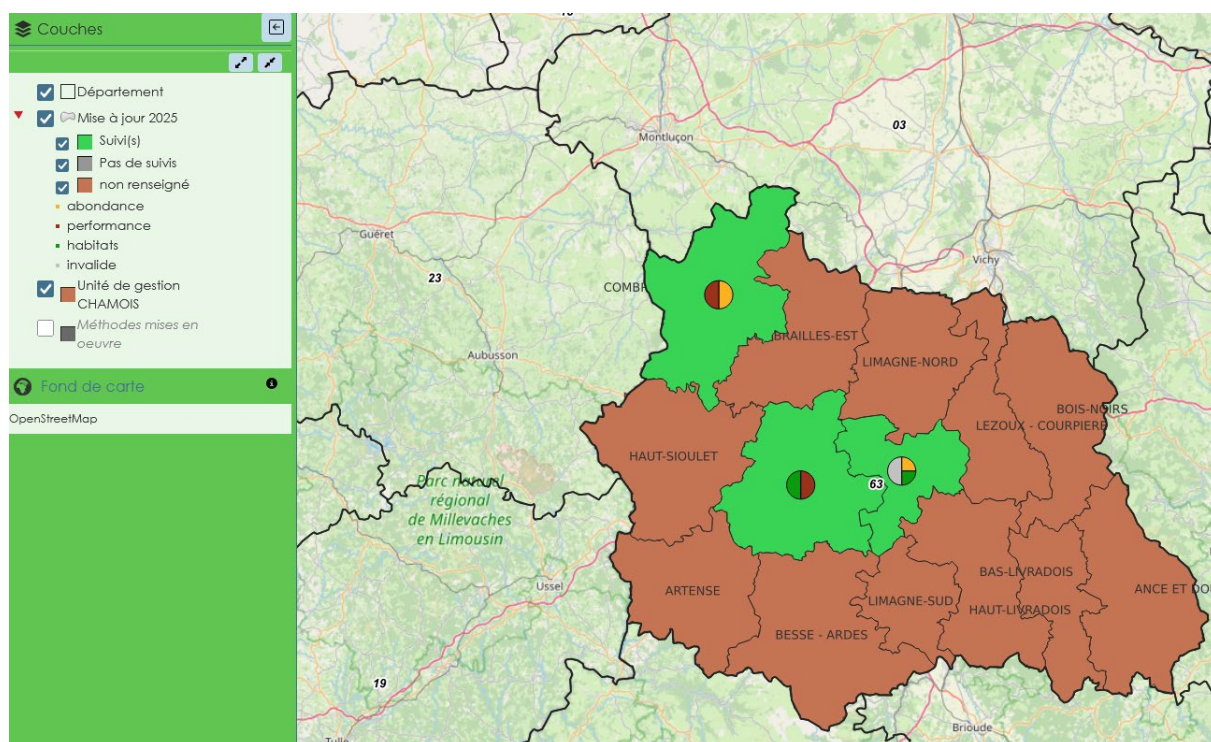 Couches
Département
Mise à jour 2025
Suivi(s)
Pas de suivis
non renseigné
abondance
performance
habitats
invalide
Unité de gestion
CHAMOIS
Méthodes mises en
oeuvre
Fond de carte
OpenStreetMap
03
Montluçon
Guéret
Vichy
23
COMBR
BRAILLES-EST
LIMAGNE-NORD
Aubusson
BOIS-NOIRS
LEZOUX - COURPIERE
HAUT-SIOULET
Parc naturel
régional
de Millevaches
en Limousin
63
Ussel
ARTENSE
BAS-LIVRADOIS
LIMAGNE-SUD
HAUT-LIVRADOIS
ANCE ET DO
BESSE - ARDES
19
Brioude
Tulle